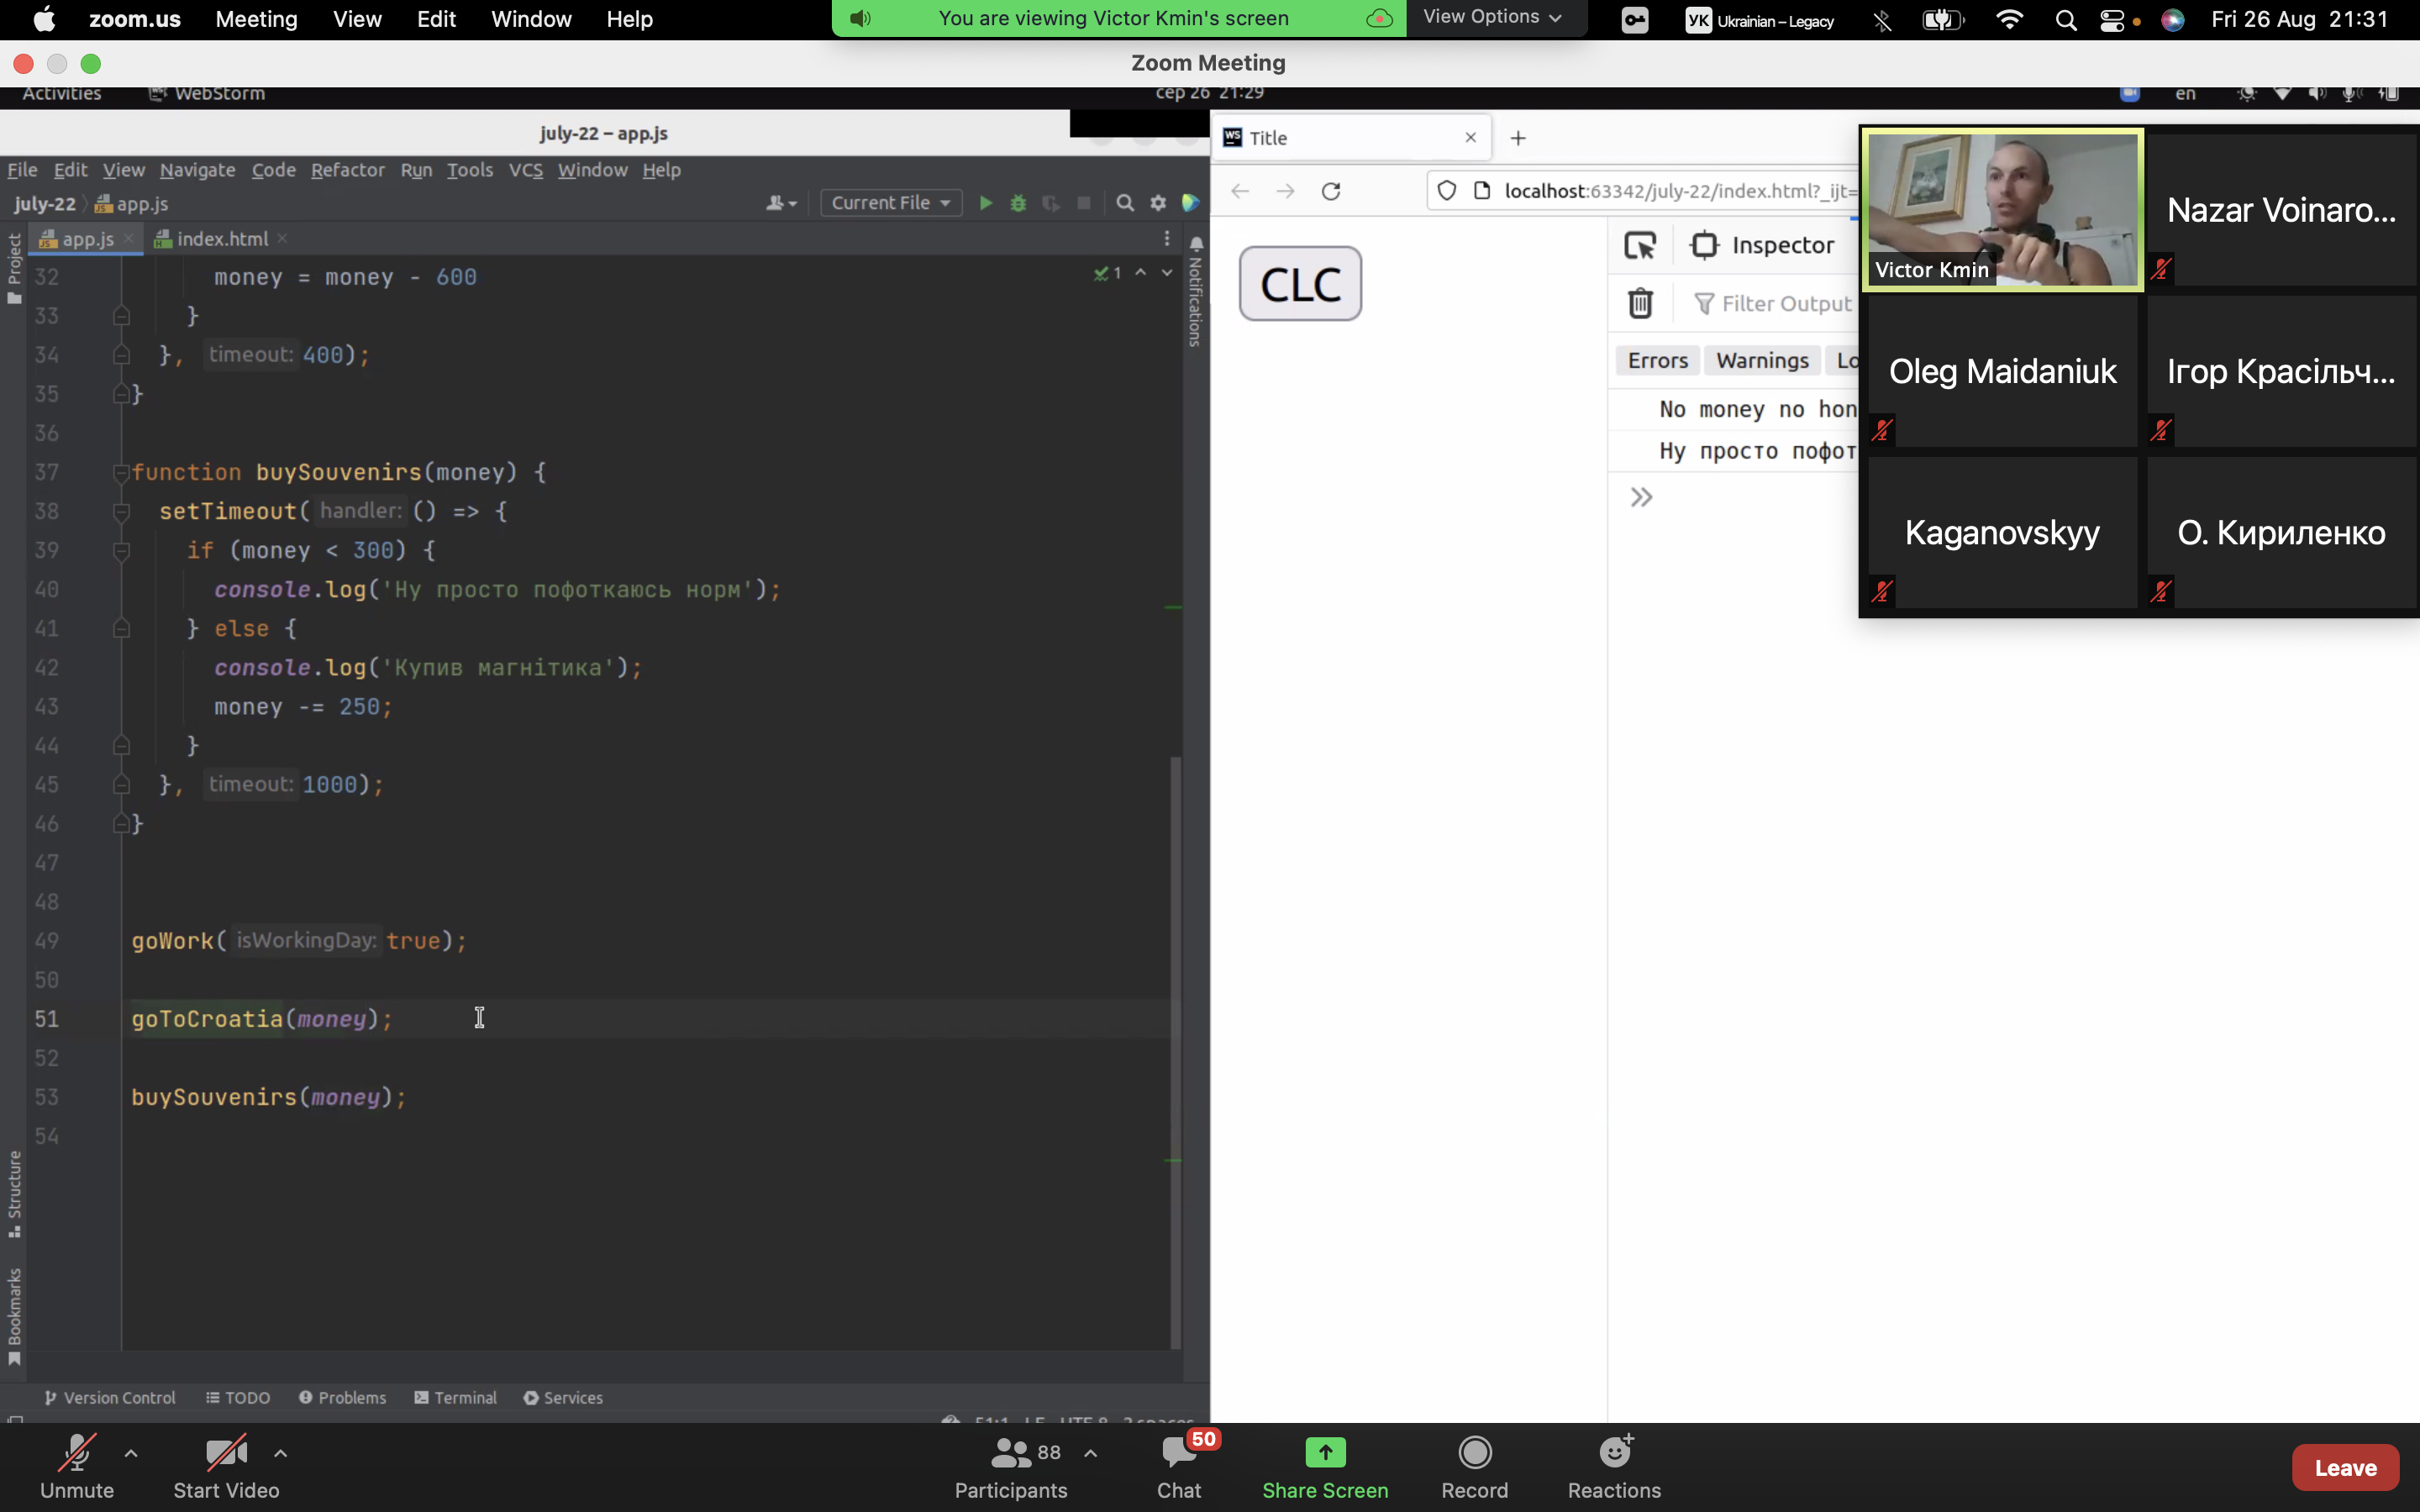 zoom.us Meeting View Edit Window Help
You are viewing Victor Kmin's screen View Options
УК Ukrainian – Legacy Fri 26 Aug 21:31
Zoom Meeting
Activities WebStorm сер 26 21:29 en
july-22 – app.js
File Edit View Navigate Code Refactor Run Tools VCS Window Help
july-22 app.js Current File
app.js index.html
Project
Notifications
32 money = money - 600
1
33 }
34 }, timeout: 400);
35 }
36
37 function buySouvenirs(money) {
38 setTimeout( handler: () => {
39 if (money < 300) {
40 console.log('Ну просто пофоткаюсь норм');
41 } else {
42 console.log('Купив магнітика');
43 money -= 250;
44 }
45 }, timeout: 1000);
46 }
47
48
49 goWork( isWorkingDay: true);
50
51 goToCroatia(money);
52
53 buySouvenirs(money);
54
Structure
Bookmarks
Version Control TODO Problems Terminal Services
WS Title
localhost:63342/july-22/index.html?_ijt=
CLC
Inspector
Filter Output
Errors Warnings Lo
No money no hon
Ну просто пофот
Victor Kmin
Nazar Voinaro...
Oleg Maidaniuk
Ігор Красільч...
Kaganovskyy
О. Кириленко
Unmute Start Video
88 Participants
50 Chat
Share Screen Record Reactions
Leave